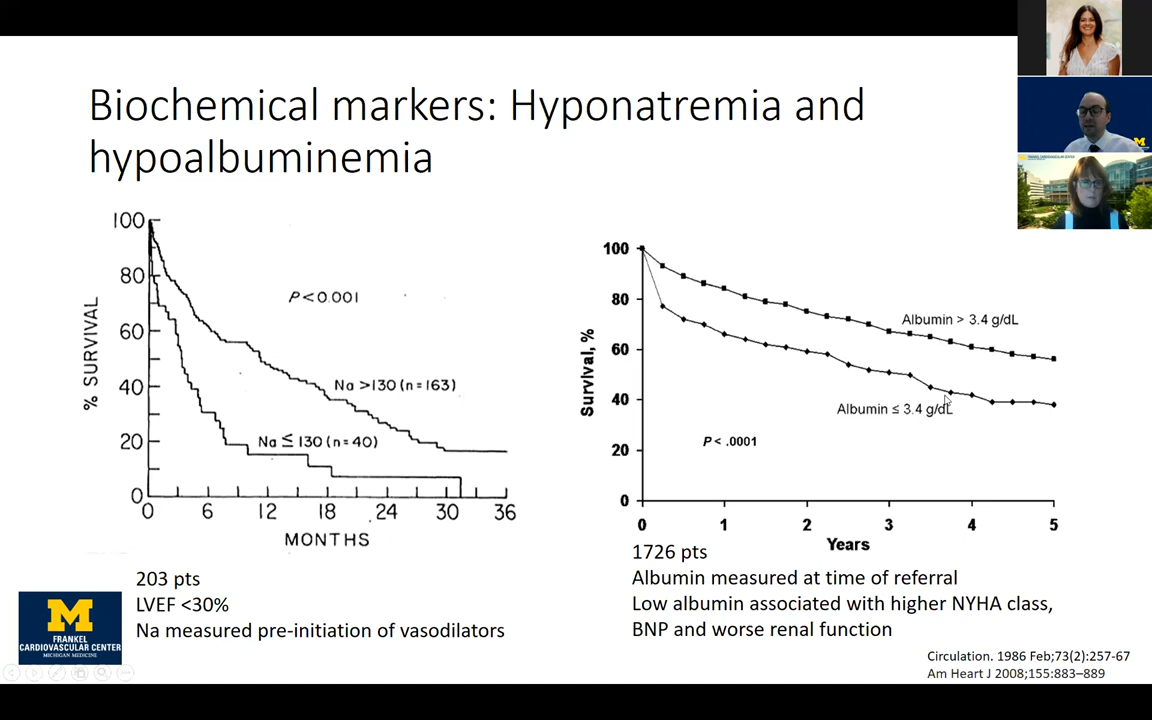 Biochemical markers: Hyponatremia and
hypoalbuminemia
100
80
60
40
20
0
% SURVIVAL
P<0.001
Na >130 (n=163)
Na ≤ 130 (n=40)
0 6 12 18 24 30 36
MONTHS
203 pts
LVEF <30%
Na measured pre-initiation of vasodilators
100
80
60
40
20
0
Survival, %
Albumin > 3.4 g/dL
Albumin ≤ 3.4 g/dL
P < .0001
0 1 2 3 4 5
Years
1726 pts
Albumin measured at time of referral
Low albumin associated with higher NYHA class,
BNP and worse renal function
M
FRANKEL
CARDIOVASCULAR CENTER
MICHIGAN MEDICINE
Circulation. 1986 Feb;73(2):257-67
Am Heart J 2008;155:883–889
M
FRANKEL CARDIOVASCULAR CENTER